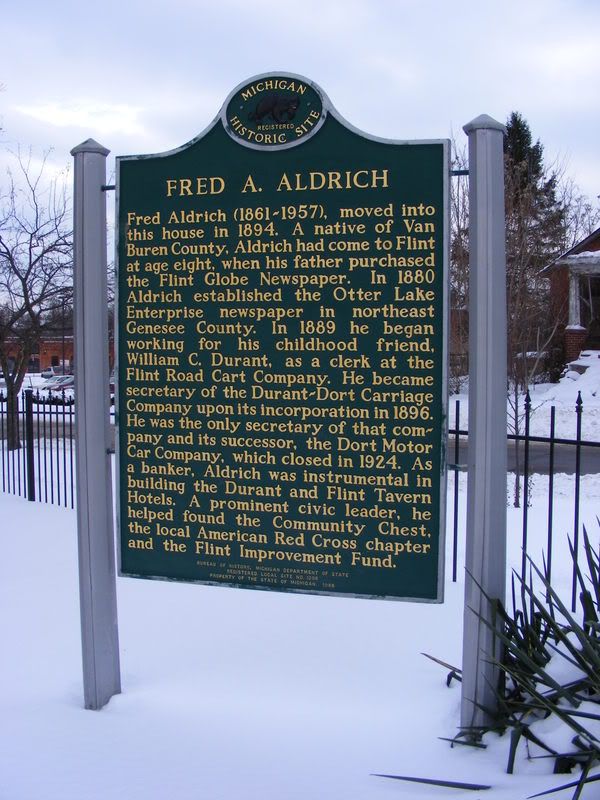 MICHIGAN
REGISTERED
HISTORIC SITE
FRED A. ALDRICH
Fred Aldrich (1861-1957), moved into
this house in 1894. A native of Van
Buren County, Aldrich had come to Flint
at age eight, when his father purchased
the Flint Globe Newspaper. In 1880
Aldrich established the Otter Lake
Enterprise newspaper in northeast
Genesee County. In 1889 he began
working for his childhood friend,
William C. Durant, as a clerk at the
Flint Road Cart Company. He became
secretary of the Durant-Dort Carriage
Company upon its incorporation in 1896.
He was the only secretary of that com-
pany and its successor, the Dort Motor
Car Company, which closed in 1924. As
a banker, Aldrich was instrumental in
building the Durant and Flint Tavern
Hotels. A prominent civic leader, he
helped found the Community Chest,
the local American Red Cross chapter
and the Flint Improvement Fund.
BUREAU OF HISTORY, MICHIGAN DEPARTMENT OF STATE
REGISTERED LOCAL SITE NO.
PROPERTY OF THE STATE OF MICHIGAN,